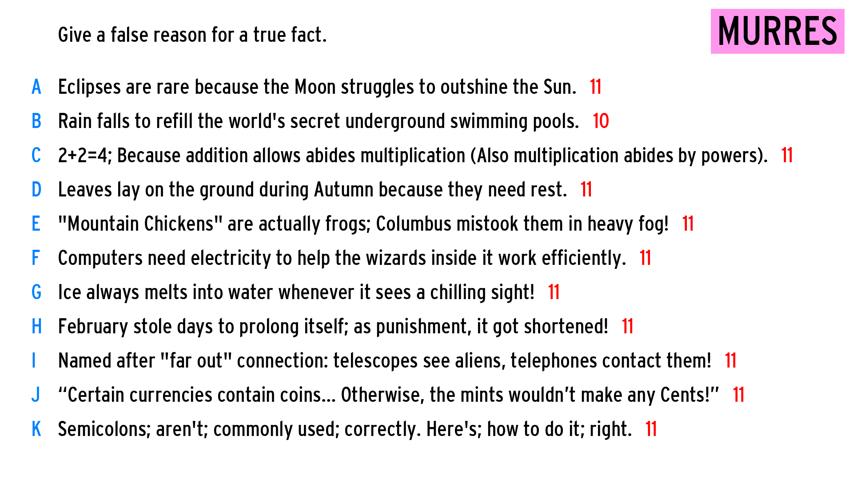 Give a false reason for a true fact.
MURRES
A Eclipses are rare because the Moon struggles to outshine the Sun. 11
B Rain falls to refill the world's secret underground swimming pools. 10
C 2+2=4; Because addition allows abides multiplication (Also multiplication abides by powers). 11
D Leaves lay on the ground during Autumn because they need rest. 11
E "Mountain Chickens" are actually frogs; Columbus mistook them in heavy fog! 11
F Computers need electricity to help the wizards inside it work efficiently. 11
G Ice always melts into water whenever it sees a chilling sight! 11
H February stole days to prolong itself; as punishment, it got shortened! 11
I Named after "far out" connection: telescopes see aliens, telephones contact them! 11
J “Certain currencies contain coins... Otherwise, the mints wouldn’t make any Cents!” 11
K Semicolons; aren't; commonly used; correctly. Here's; how to do it; right. 11